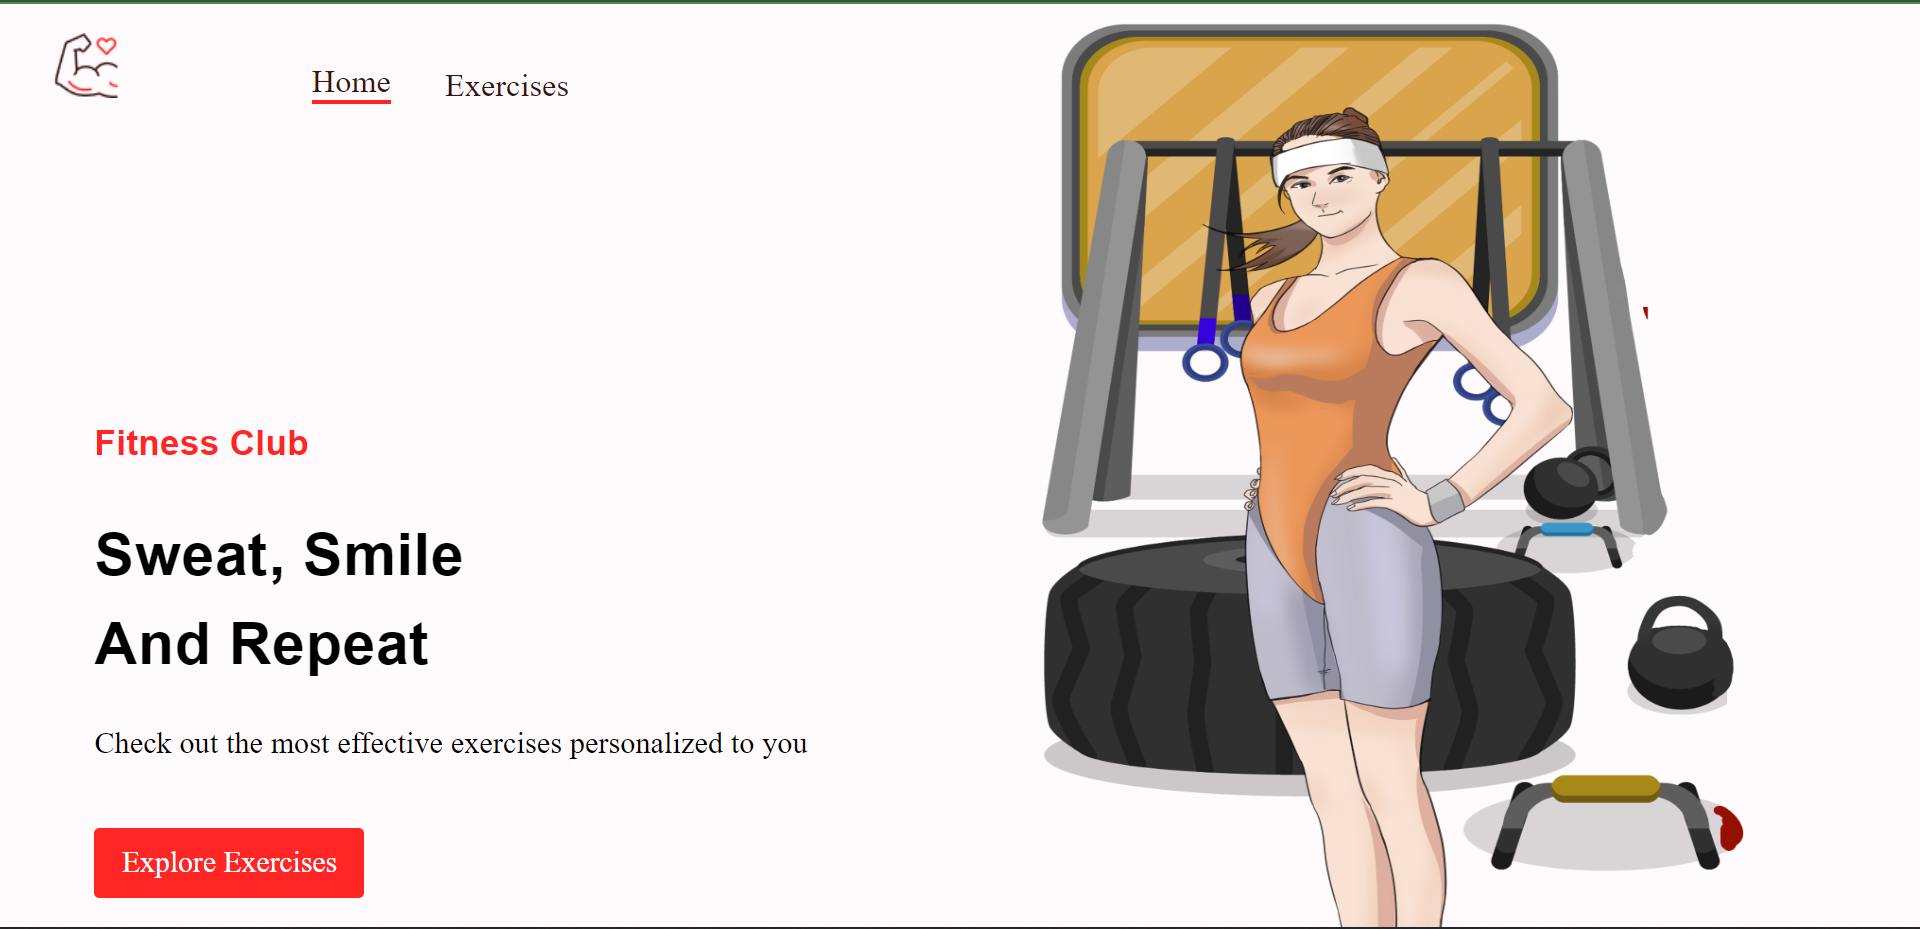 Home
Exercises
Fitness Club
Sweat, Smile
And Repeat
Check out the most effective exercises personalized to you
Explore Exercises